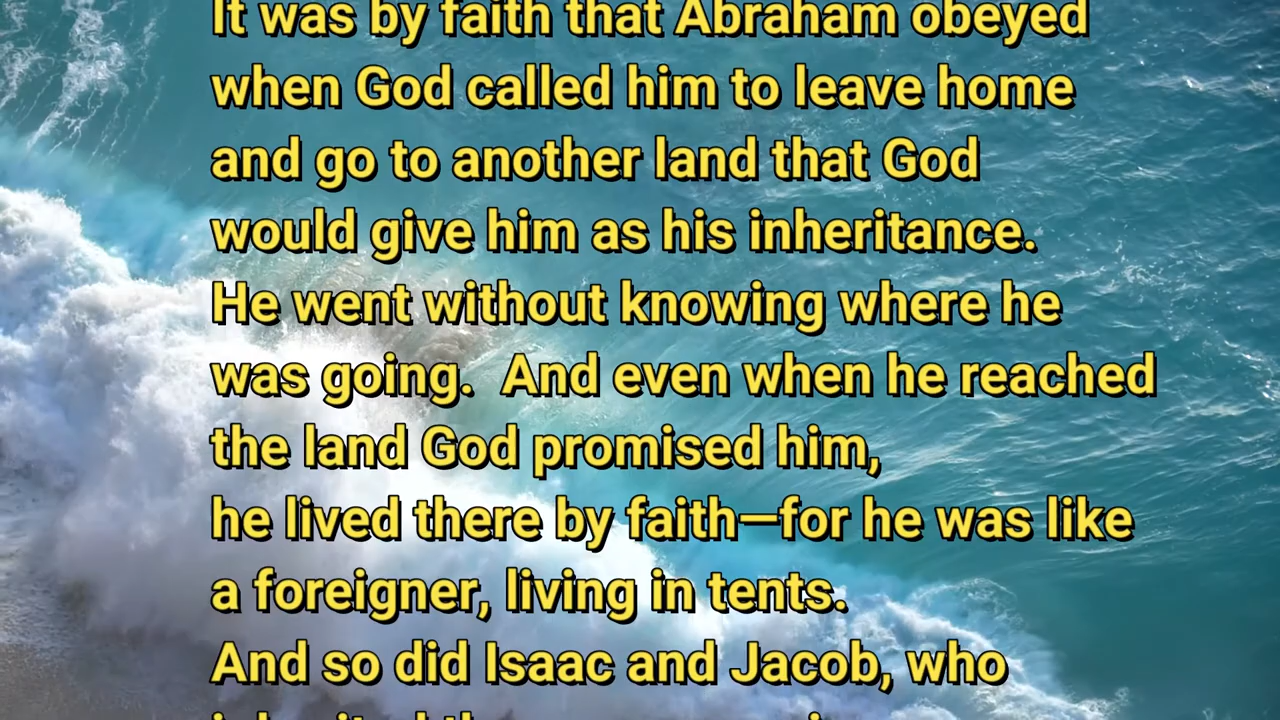 It was by faith that Abraham obeyed
when God called him to leave home
and go to another land that God
would give him as his inheritance.
He went without knowing where he
was going.  And even when he reached
the land God promised him,
he lived there by faith—for he was like
a foreigner, living in tents.
And so did Isaac and Jacob, who